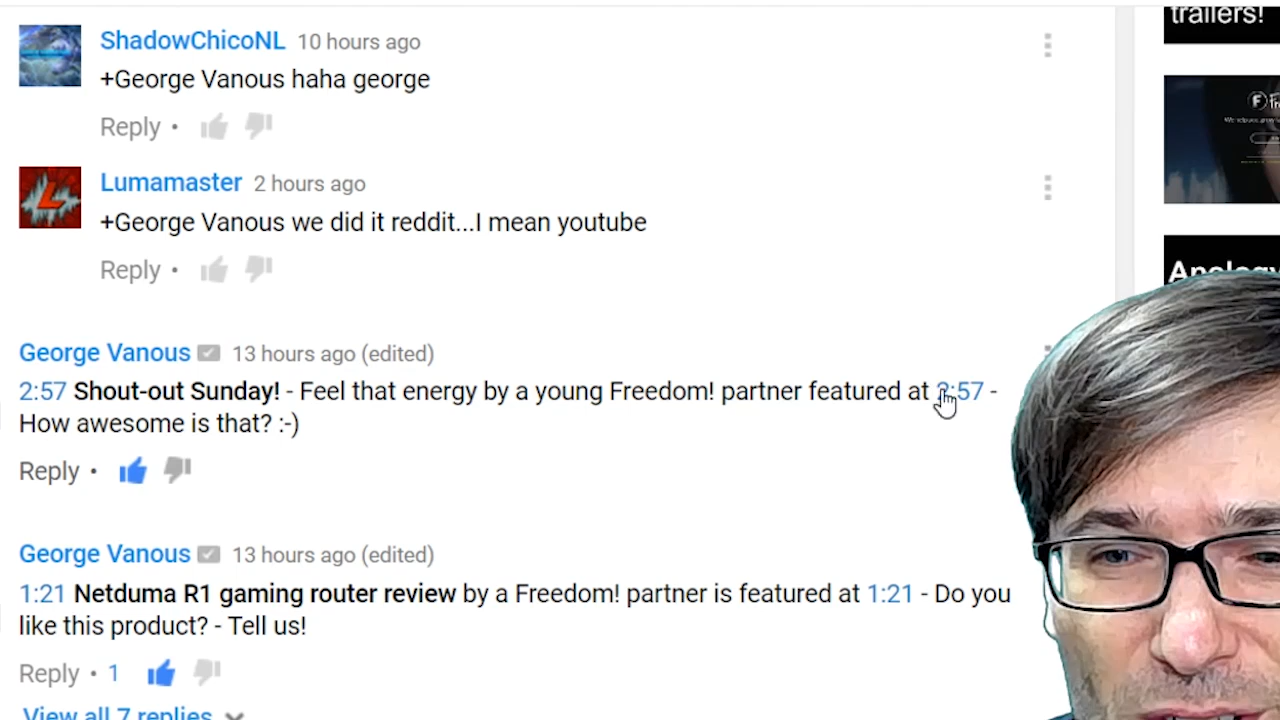 trailers!
ShadowChicoNL 10 hours ago
+George Vanous haha george
Reply •
Lumamaster 2 hours ago
+George Vanous we did it reddit...I mean youtube
Reply •
George Vanous 13 hours ago (edited)
2:57 Shout-out Sunday! - Feel that energy by a young Freedom! partner featured at 2:57 -
How awesome is that? :-)
Reply •
George Vanous 13 hours ago (edited)
1:21 Netduma R1 gaming router review by a Freedom! partner is featured at 1:21 - Do you
like this product? - Tell us!
Reply • 1
View all 7 replies
Apology